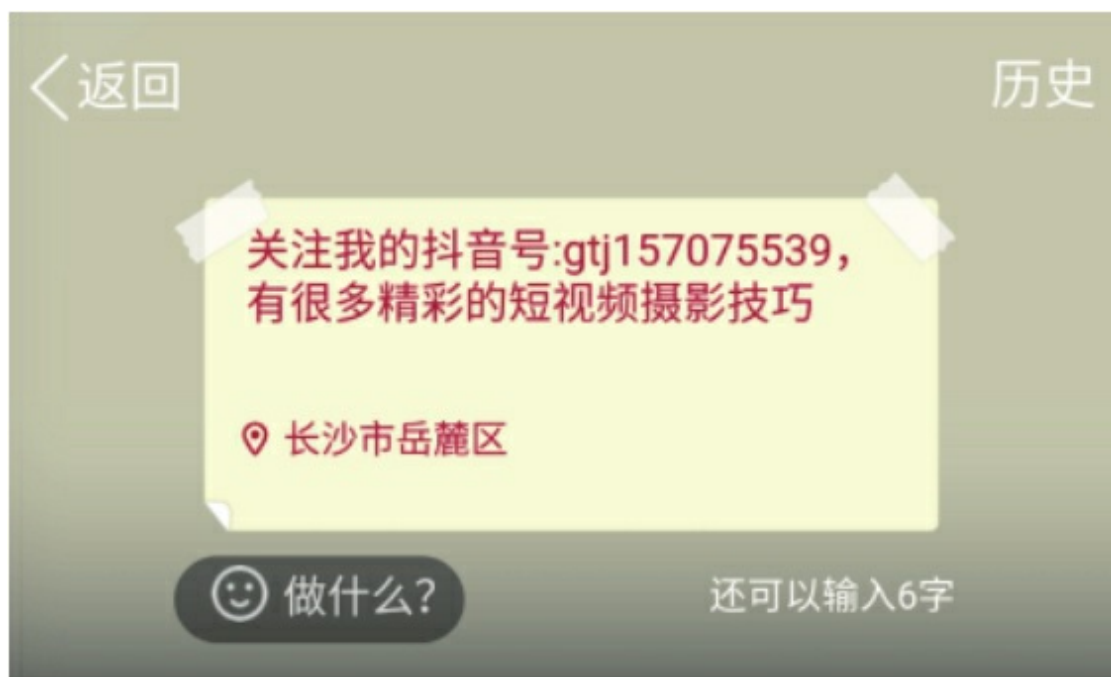 返回
历史
关注我的抖音号:gtj157075539，
有很多精彩的短视频摄影技巧
长沙市岳麓区
做什么?
还可以输入6字